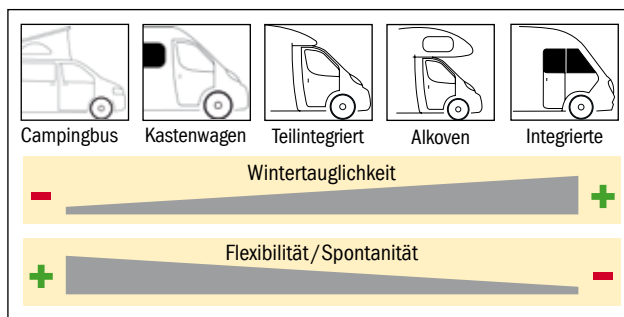 Campingbus Kastenwagen Teilintegriert Alkoven Integrierte
Wintertauglichkeit
Flexibilität/Spontanität